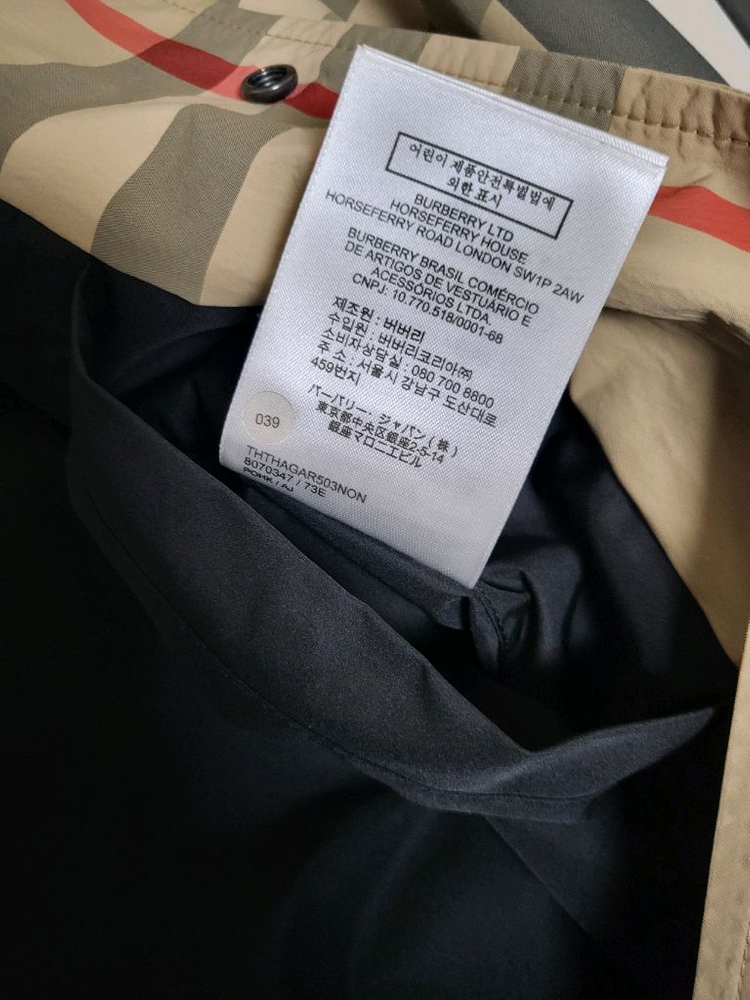 어린이 제품안전특별법에
의한 표시
BURBERRY LTD
HORSEFERRY HOUSE
HORSEFERRY ROAD LONDON SW1P 2AW
BURBERRY BRASIL COMÉRCIO
DE ARTIGOS DE VESTUÁRIO E
ACESSÓRIOS LTDA
CNPJ: 10.770.518/0001-68
제조원 : 버버리
수입원 : 버버리코리아㈜
소비자상담실 : 080 700 8800
주 소 : 서울시 강남구 도산대로
459번지
バーバリー・ジャパン(株)
東京都中央区銀座2-5-14
銀座マロニエビル
039
THTHAGAR503NON
8070347 / 73E